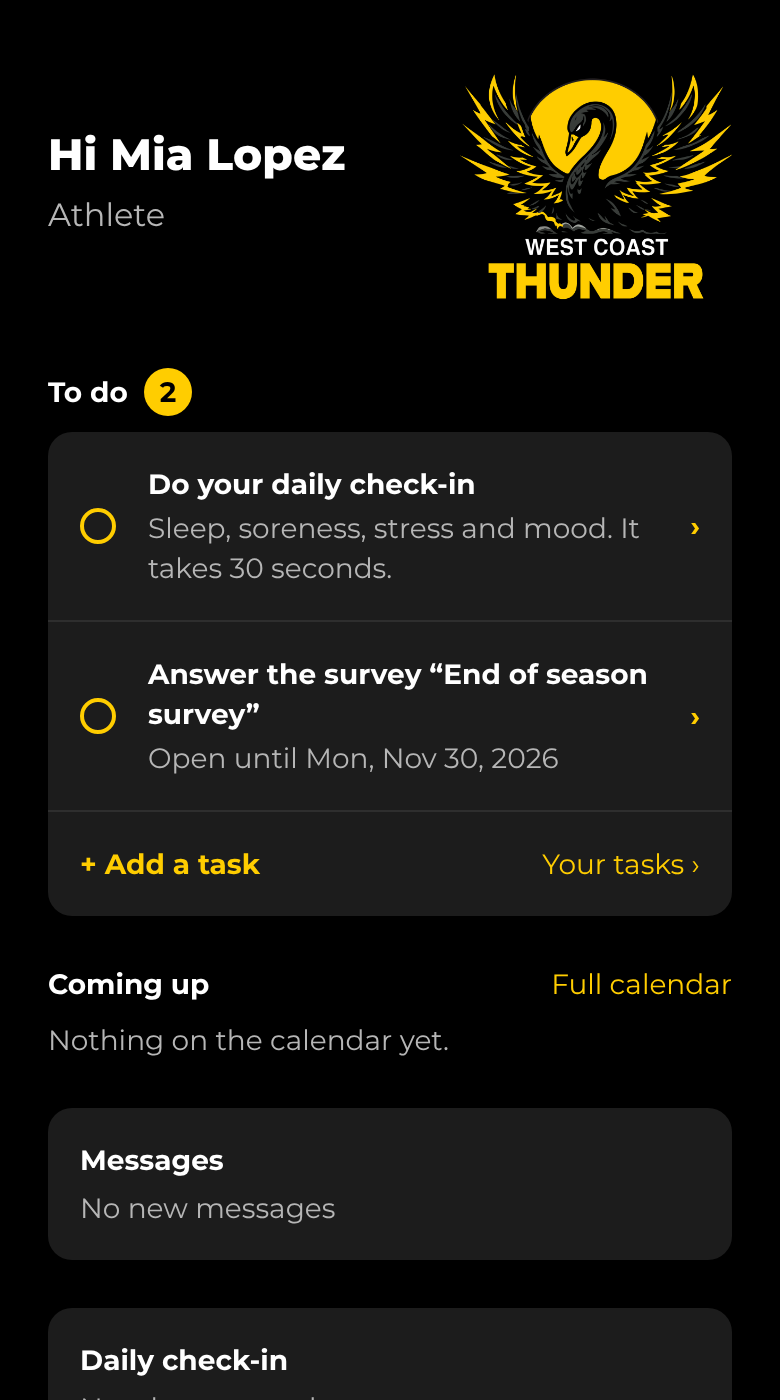 Hi Mia Lopez
Athlete
WEST COAST
THUNDER
To do 2
Do your daily check-in
Sleep, soreness, stress and mood. It
takes 30 seconds.
›
Answer the survey “End of season
survey”
Open until Mon, Nov 30, 2026
›
+ Add a task
Your tasks ›
Coming up
Full calendar
Nothing on the calendar yet.
Messages
No new messages
Daily check-in